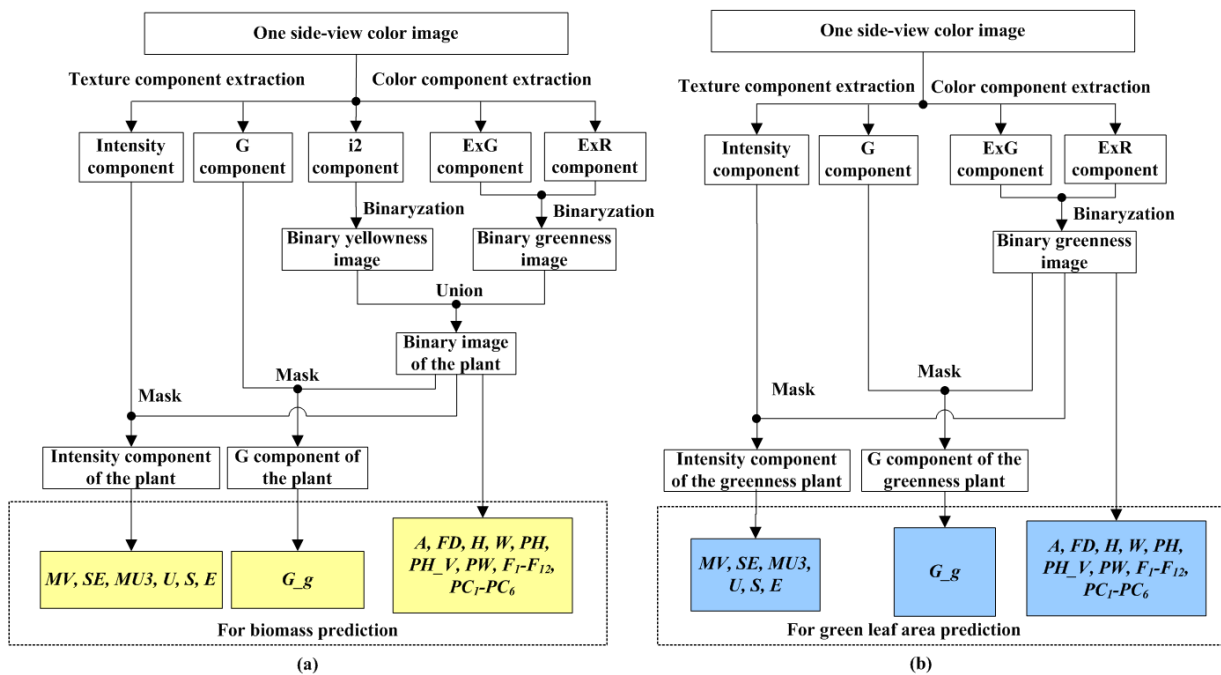 One side-view color image
Texture component extraction
Color component extraction
Intensity
component
G
component
i2
component
ExG
component
ExR
component
Binaryzation
Binaryzation
Binary yellowness
image
Binary greenness
image
Union
Binary image
of the plant
Mask
Mask
Intensity component
of the plant
G component of
the plant
MV, SE, MU3, U, S, E
G_g
A, FD, H, W, PH,
PH_V, PW, F1-F12,
PC1-PC6
For biomass prediction
(a)
One side-view color image
Texture component extraction
Color component extraction
Intensity
component
G
component
ExG
component
ExR
component
Binaryzation
Binary greenness
image
Mask
Mask
Intensity component
of the greenness plant
G component of the
greenness plant
MV, SE, MU3,
U, S, E
G_g
A, FD, H, W, PH,
PH_V, PW, F1-F12,
PC1-PC6
For green leaf area prediction
(b)